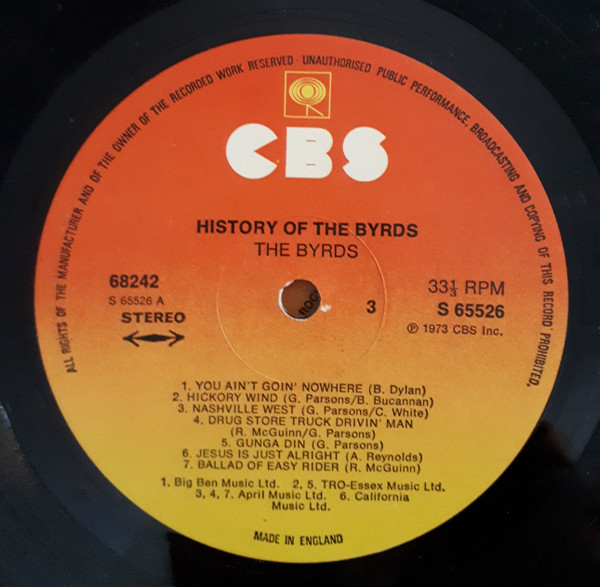 ALL RIGHTS OF THE MANUFACTURER AND OF THE OWNER OF THE RECORDED WORK RESERVED · UNAUTHORISED PUBLIC PERFORMANCE, BROADCASTING AND COPYING OF THIS RECORD PROHIBITED.
CBS
HISTORY OF THE BYRDS
THE BYRDS
68242
S 65526 A
STEREO
ROC
3
33⅓ RPM
S 65526
℗ 1973 CBS Inc.
1. YOU AIN'T GOIN' NOWHERE (B. Dylan)
2. HICKORY WIND (G. Parsons/B. Bucannan)
3. NASHVILLE WEST (G. Parsons/C. White)
4. DRUG STORE TRUCK DRIVIN' MAN
(R. McGuinn/G. Parsons)
5. GUNGA DIN (G. Parsons)
6. JESUS IS JUST ALRIGHT (A. Reynolds)
7. BALLAD OF EASY RIDER (R. McGuinn)
1. Big Ben Music Ltd. 2, 5. TRO-Essex Music Ltd.
3, 4, 7. April Music Ltd. 6. California
Music Ltd.
MADE IN ENGLAND